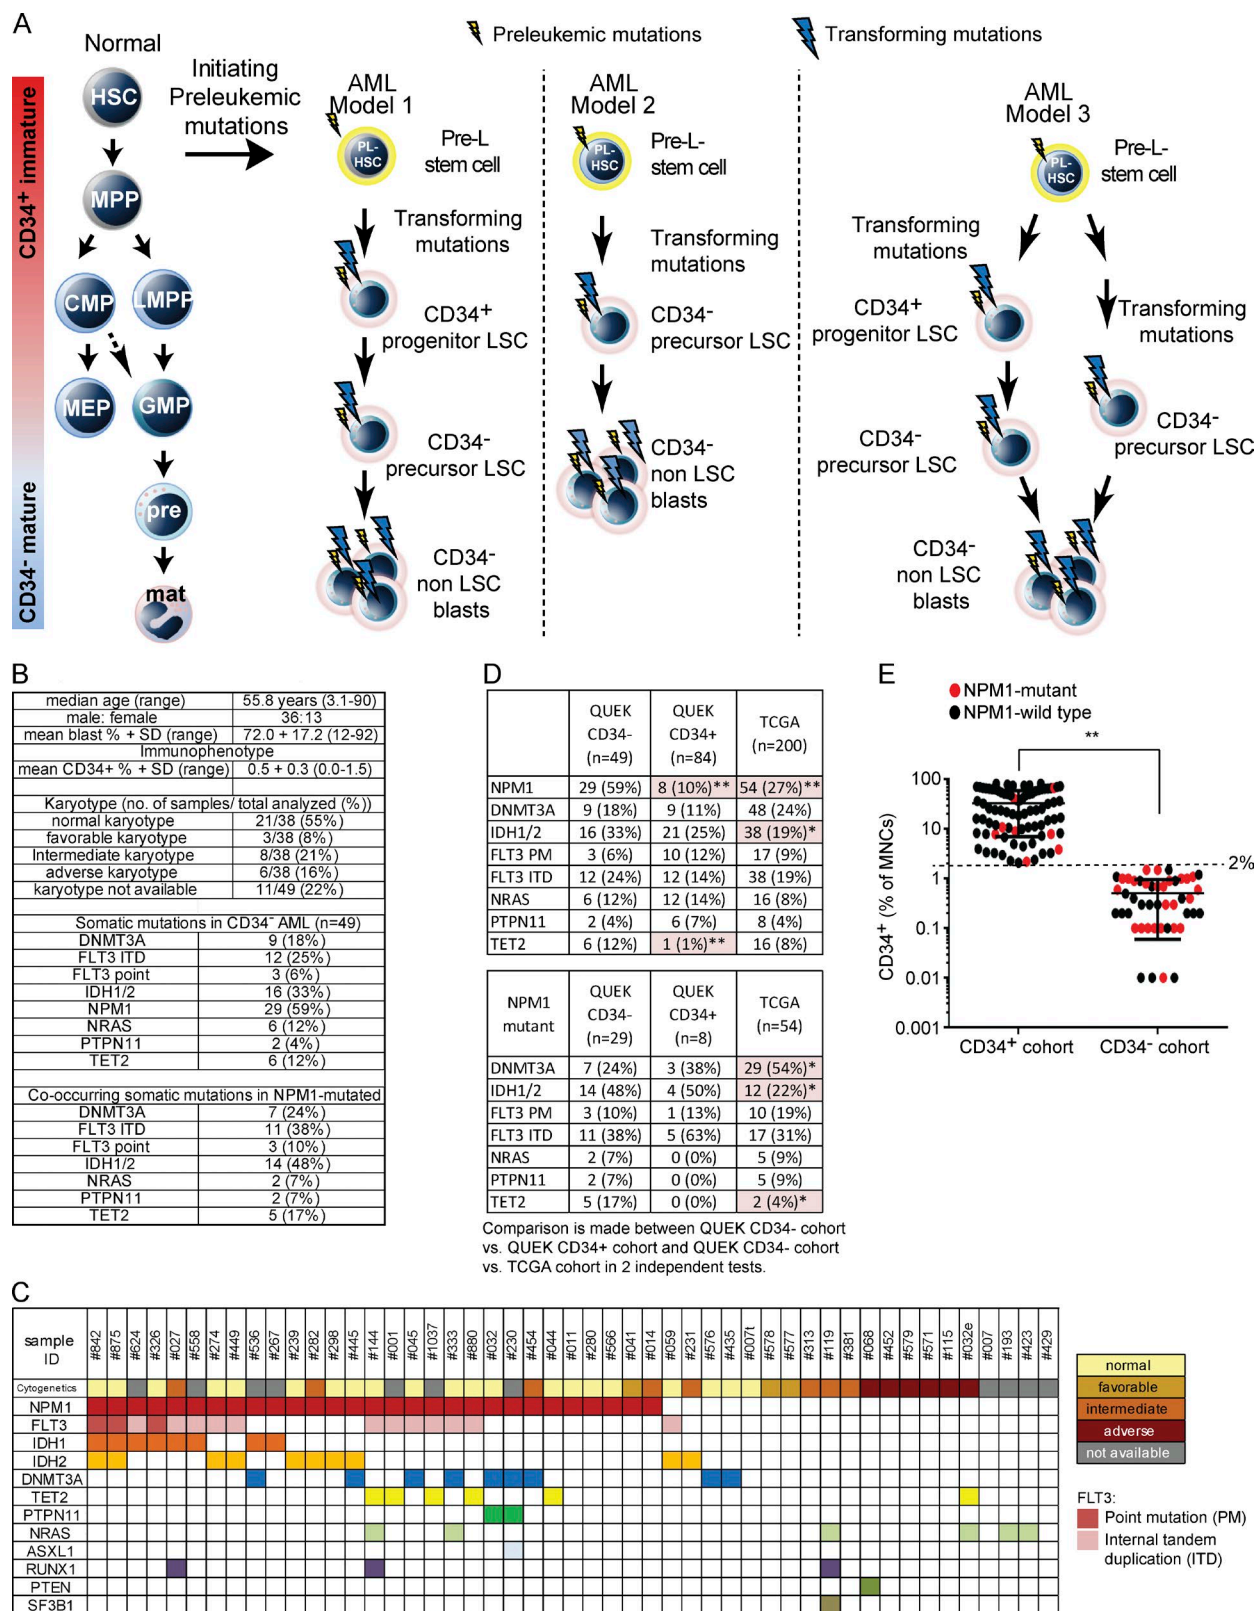 A
Preleukemic mutations
Transforming mutations
Normal
CD34+ immature
CD34- mature
HSC
MPP
CMP
LMPP
MEP
GMP
pre
mat
Initiating
Preleukemic
mutations
AML
Model 1
PL-
HSC
Pre-L
stem cell
Transforming
mutations
CD34+
progenitor LSC
CD34-
precursor LSC
CD34-
non LSC
blasts
AML
Model 2
PL-
HSC
Pre-L-
stem cell
Transforming
mutations
CD34-
precursor LSC
CD34-
non LSC
blasts
AML
Model 3
PL-
HSC
Pre-L-
stem cell
Transforming
mutations
CD34+
progenitor LSC
CD34-
precursor LSC
Transforming
mutations
CD34-
precursor LSC
CD34-
non LSC
blasts
B
median age (range) 55.8 years (3.1-90)
male: female 36:13
mean blast % + SD (range) 72.0 + 17.2 (12-92)
Immunophenotype
mean CD34+ % + SD (range) 0.5 + 0.3 (0.0-1.5)
Karyotype (no. of samples/ total analyzed (%))
normal karyotype 21/38 (55%)
favorable karyotype 3/38 (8%)
Intermediate karyotype 8/38 (21%)
adverse karyotype 6/38 (16%)
karyotype not available 11/49 (22%)
Somatic mutations in CD34- AML (n=49)
DNMT3A 9 (18%)
FLT3 ITD 12 (25%)
FLT3 point 3 (6%)
IDH1/2 16 (33%)
NPM1 29 (59%)
NRAS 6 (12%)
PTPN11 2 (4%)
TET2 6 (12%)
Co-occurring somatic mutations in NPM1-mutated
DNMT3A 7 (24%)
FLT3 ITD 11 (38%)
FLT3 point 3 (10%)
IDH1/2 14 (48%)
NRAS 2 (7%)
PTPN11 2 (7%)
TET2 5 (17%)
D
QUEK CD34- (n=49) QUEK CD34+ (n=84) TCGA (n=200)
NPM1 29 (59%) 8 (10%)** 54 (27%)**
DNMT3A 9 (18%) 9 (11%) 48 (24%)
IDH1/2 16 (33%) 21 (25%) 38 (19%)*
FLT3 PM 3 (6%) 10 (12%) 17 (9%)
FLT3 ITD 12 (24%) 12 (14%) 38 (19%)
NRAS 6 (12%) 12 (14%) 16 (8%)
PTPN11 2 (4%) 6 (7%) 8 (4%)
TET2 6 (12%) 1 (1%)** 16 (8%)
NPM1 mutant QUEK CD34- (n=29) QUEK CD34+ (n=8) TCGA (n=54)
DNMT3A 7 (24%) 3 (38%) 29 (54%)*
IDH1/2 14 (48%) 4 (50%) 12 (22%)*
FLT3 PM 3 (10%) 1 (13%) 10 (19%)
FLT3 ITD 11 (38%) 5 (63%) 17 (31%)
NRAS 2 (7%) 0 (0%) 5 (9%)
PTPN11 2 (7%) 0 (0%) 5 (9%)
TET2 5 (17%) 0 (0%) 2 (4%)*
Comparison is made between QUEK CD34- cohort
vs. QUEK CD34+ cohort and QUEK CD34- cohort
vs. TCGA cohort in 2 independent tests.
E
NPM1-mutant
NPM1-wild type
**
CD34+ (% of MNCs)
100
10
2%
1
0.1
0.01
0.001
CD34+ cohort CD34- cohort
C
sample ID #842 #875 #624 #326 #027 #558 #274 #449 #536 #267 #239 #282 #298 #445 #144 #001 #045 #1037 #333 #880 #032 #230 #454 #044 #011 #280 #566 #041 #014 #059 #231 #576 #435 #007t #578 #577 #313 #119 #381 #068 #452 #579 #571 #115 #032e #007 #193 #423 #429
Cytogenetics
NPM1
FLT3
IDH1
IDH2
DNMT3A
TET2
PTPN11
NRAS
ASXL1
RUNX1
PTEN
SF3B1
normal
favorable
intermediate
adverse
not available
FLT3:
Point mutation (PM)
Internal tandem
duplication (ITD)